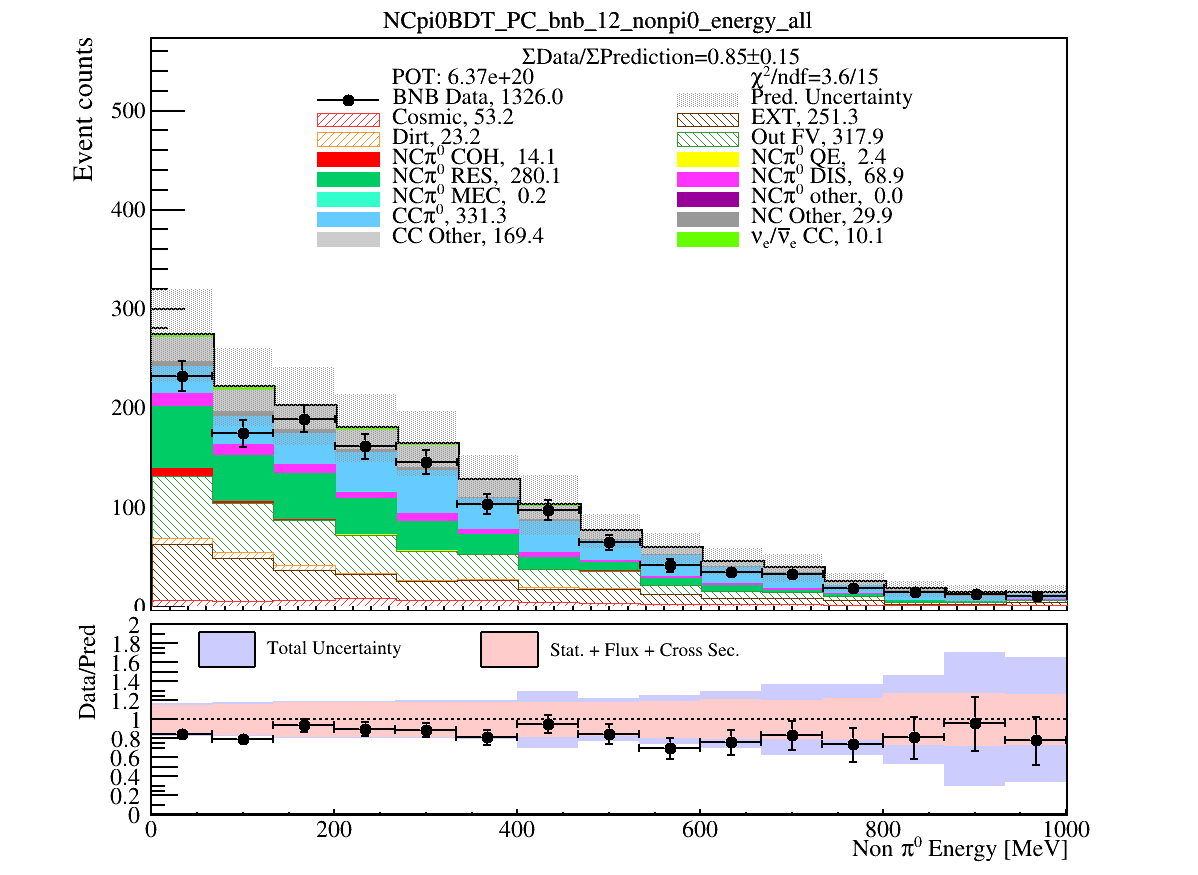 NCpi0BDT_PC_bnb_12_nonpi0_energy_all
ΣData/ΣPrediction=0.85±0.15
POT: 6.37e+20
χ²/ndf=3.6/15
BNB Data, 1326.0
Pred. Uncertainty
Cosmic, 53.2
EXT, 251.3
Dirt, 23.2
Out FV, 317.9
NCπ⁰ COH, 14.1
NCπ⁰ QE, 2.4
NCπ⁰ RES, 280.1
NCπ⁰ DIS, 68.9
NCπ⁰ MEC, 0.2
NCπ⁰ other, 0.0
CCπ⁰, 331.3
NC Other, 29.9
CC Other, 169.4
νₑ/ν̅ₑ CC, 10.1
Event counts
500
400
300
200
100
0
Total Uncertainty
Stat. + Flux + Cross Sec.
Data/Pred
2
1.8
1.6
1.4
1.2
1
0.8
0.6
0.4
0.2
0
0 200 400 600 800 1000
Non π⁰ Energy [MeV]